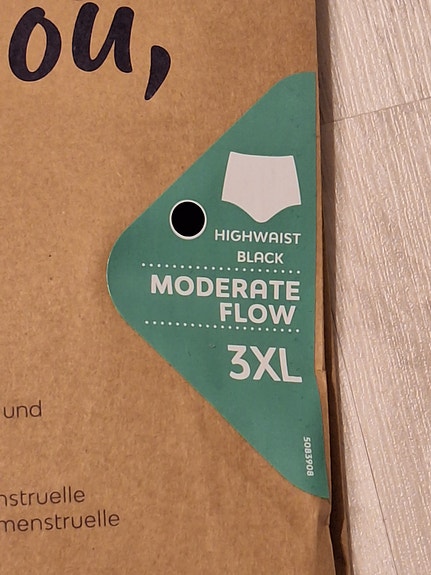 ou,
HIGHWAIST
BLACK
MODERATE
FLOW
3XL
5083908
und
nstruelle
menstruelle